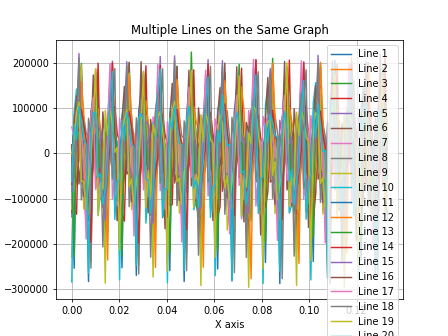 Multiple Lines on the Same Graph
200000
100000
0
−100000
−200000
−300000
0.00
0.02
0.04
0.06
0.08
0.10
X axis
Line 1
Line 2
Line 3
Line 4
Line 5
Line 6
Line 7
Line 8
Line 9
Line 10
Line 11
Line 12
Line 13
Line 14
Line 15
Line 16
Line 17
Line 18
Line 19
Line 20